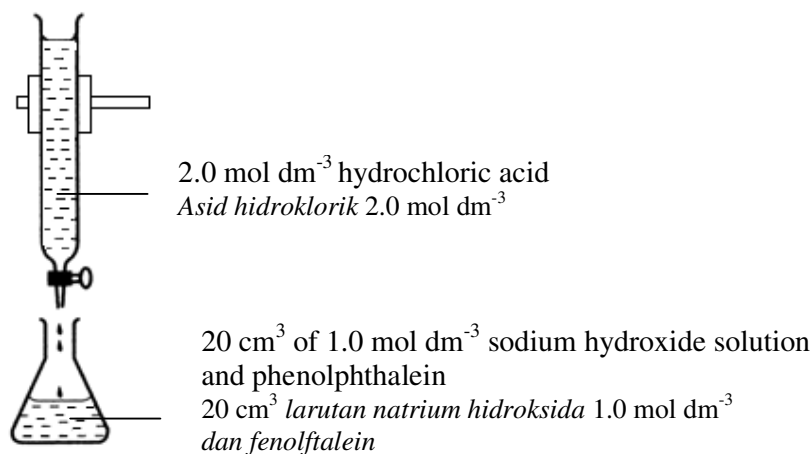 2.0 mol dm⁻³ hydrochloric acid
Asid hidroklorik 2.0 mol dm⁻³
20 cm³ of 1.0 mol dm⁻³ sodium hydroxide solution
and phenolphthalein
20 cm³ larutan natrium hidroksida 1.0 mol dm⁻³
dan fenolftalein